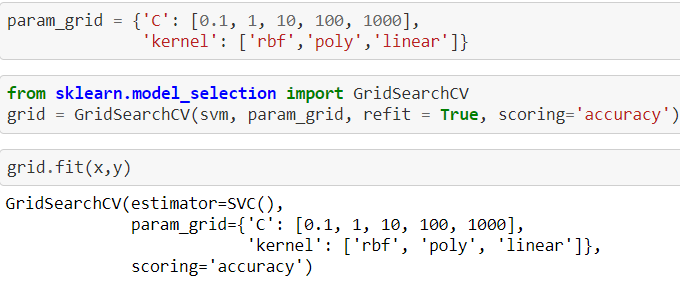 param_grid = {'C': [0.1, 1, 10, 100, 1000],
'kernel': ['rbf','poly','linear']}
from sklearn.model_selection import GridSearchCV
grid = GridSearchCV(svm, param_grid, refit = True, scoring='accuracy')
grid.fit(x,y)
GridSearchCV(estimator=SVC(),
param_grid={'C': [0.1, 1, 10, 100, 1000],
'kernel': ['rbf', 'poly', 'linear']},
scoring='accuracy')